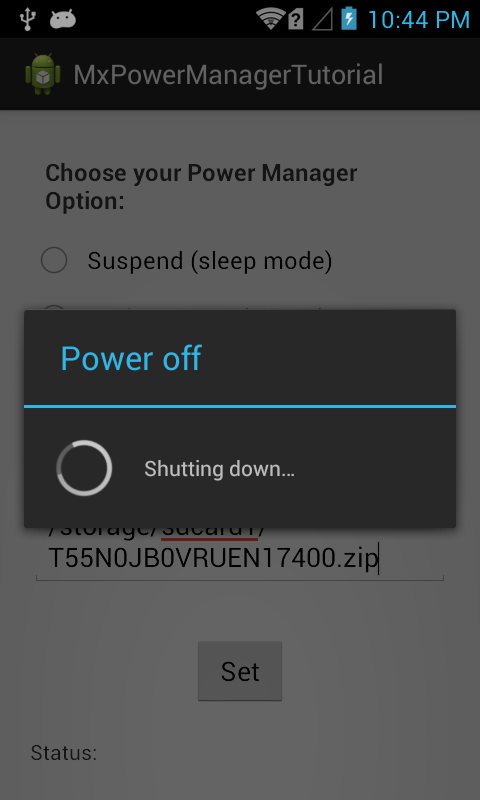 10:44 PM
MxPowerManagerTutorial
Choose your Power Manager
Option:
Suspend (sleep mode)
Power off
Shutting down...
/storage/sdcard1/
T55N0JB0VRUEN17400.zip
Set
Status: